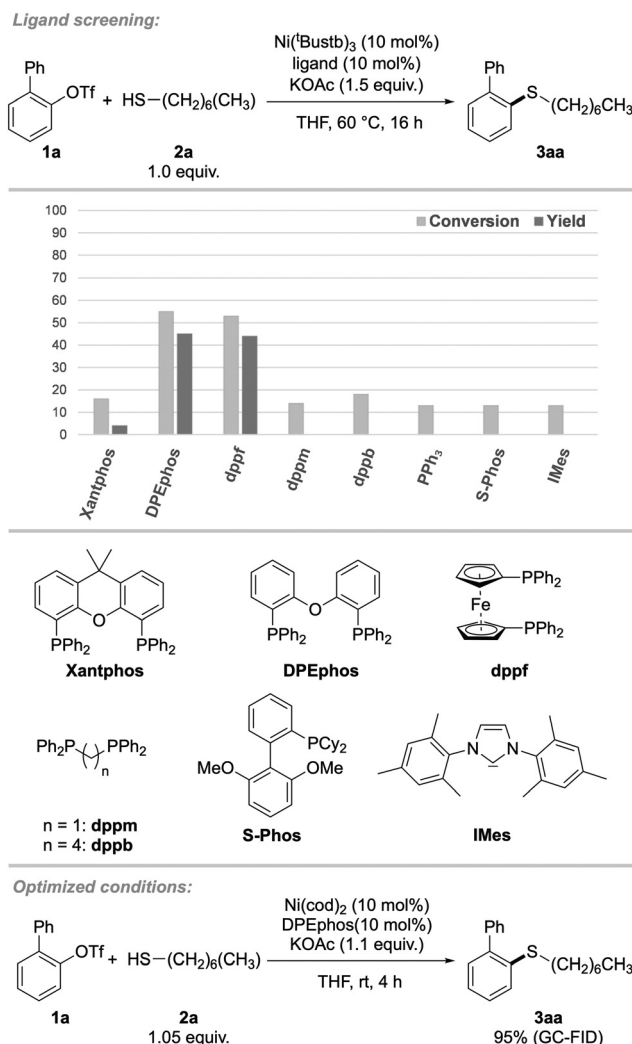 Ligand screening:
Ni(ᵗBustb)₃ (10 mol%)
ligand (10 mol%)
KOAc (1.5 equiv.)
THF, 60 °C, 16 h
Ph
OTf
+
HS–(CH₂)₆(CH₃)
Ph
S
(CH₂)₆CH₃
1a
2a
3aa
1.0 equiv.
100
90
80
70
60
50
40
30
20
10
0
Conversion
Yield
Xantphos
DPEphos
dppf
dppm
dppb
PPh₃
S-Phos
IMes
O
PPh₂
PPh₂
Xantphos
O
PPh₂
PPh₂
DPEphos
PPh₂
Fe
PPh₂
dppf
Ph₂P
PPh₂
n
n = 1: dppm
n = 4: dppb
PCy₂
MeO
OMe
S-Phos
N
N
IMes
Optimized conditions:
Ni(cod)₂ (10 mol%)
DPEphos(10 mol%)
KOAc (1.1 equiv.)
THF, rt, 4 h
Ph
OTf
+
HS–(CH₂)₆(CH₃)
Ph
S
(CH₂)₆CH₃
1a
2a
3aa
1.05 equiv.
95% (GC-FID)